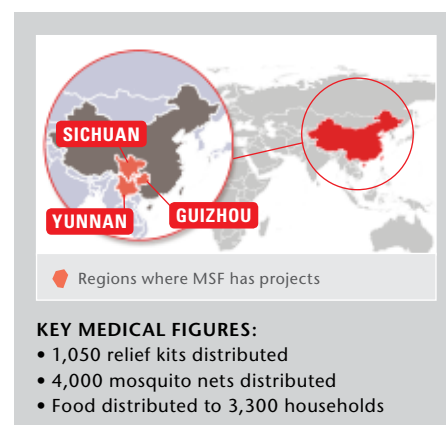 SICHUAN
YUNNAN
GUIZHOU
Regions where MSF has projects
KEY MEDICAL FIGURES:
• 1,050 relief kits distributed
• 4,000 mosquito nets distributed
• Food distributed to 3,300 households